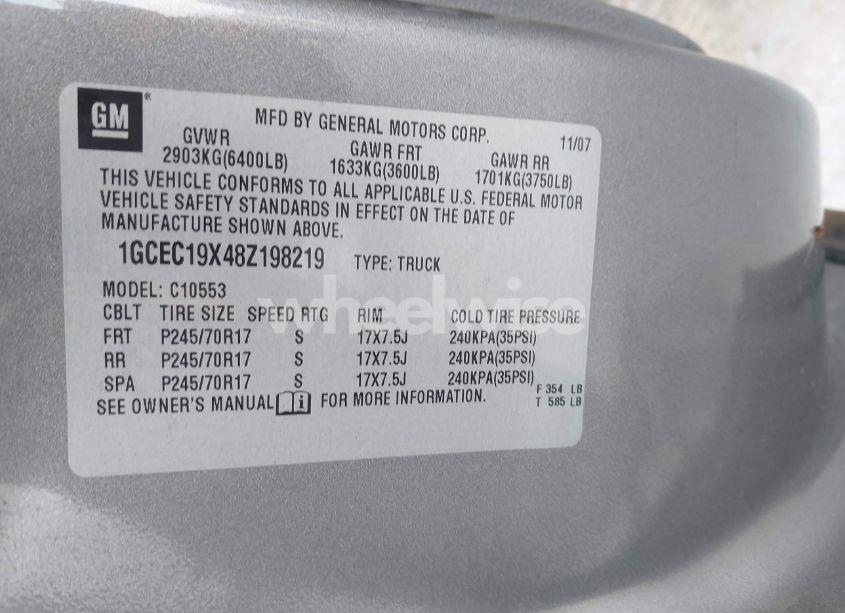 GM®
MFD BY GENERAL MOTORS CORP. 11/07
GVWR GAWR FRT GAWR RR
2903KG(6400LB) 1633KG(3600LB) 1701KG(3750LB)
THIS VEHICLE CONFORMS TO ALL APPLICABLE U.S. FEDERAL MOTOR
VEHICLE SAFETY STANDARDS IN EFFECT ON THE DATE OF
MANUFACTURE SHOWN ABOVE.
1GCEC19X48Z198219 TYPE: TRUCK
MODEL: C10553
CBLT TIRE SIZE SPEED RTG RIM COLD TIRE PRESSURE
FRT P245/70R17 S 17X7.5J 240KPA(35PSI)
RR P245/70R17 S 17X7.5J 240KPA(35PSI)
SPA P245/70R17 S 17X7.5J 240KPA(35PSI)
SEE OWNER'S MANUAL i FOR MORE INFORMATION.
F 354 LB
T 585 LB
wheelwise